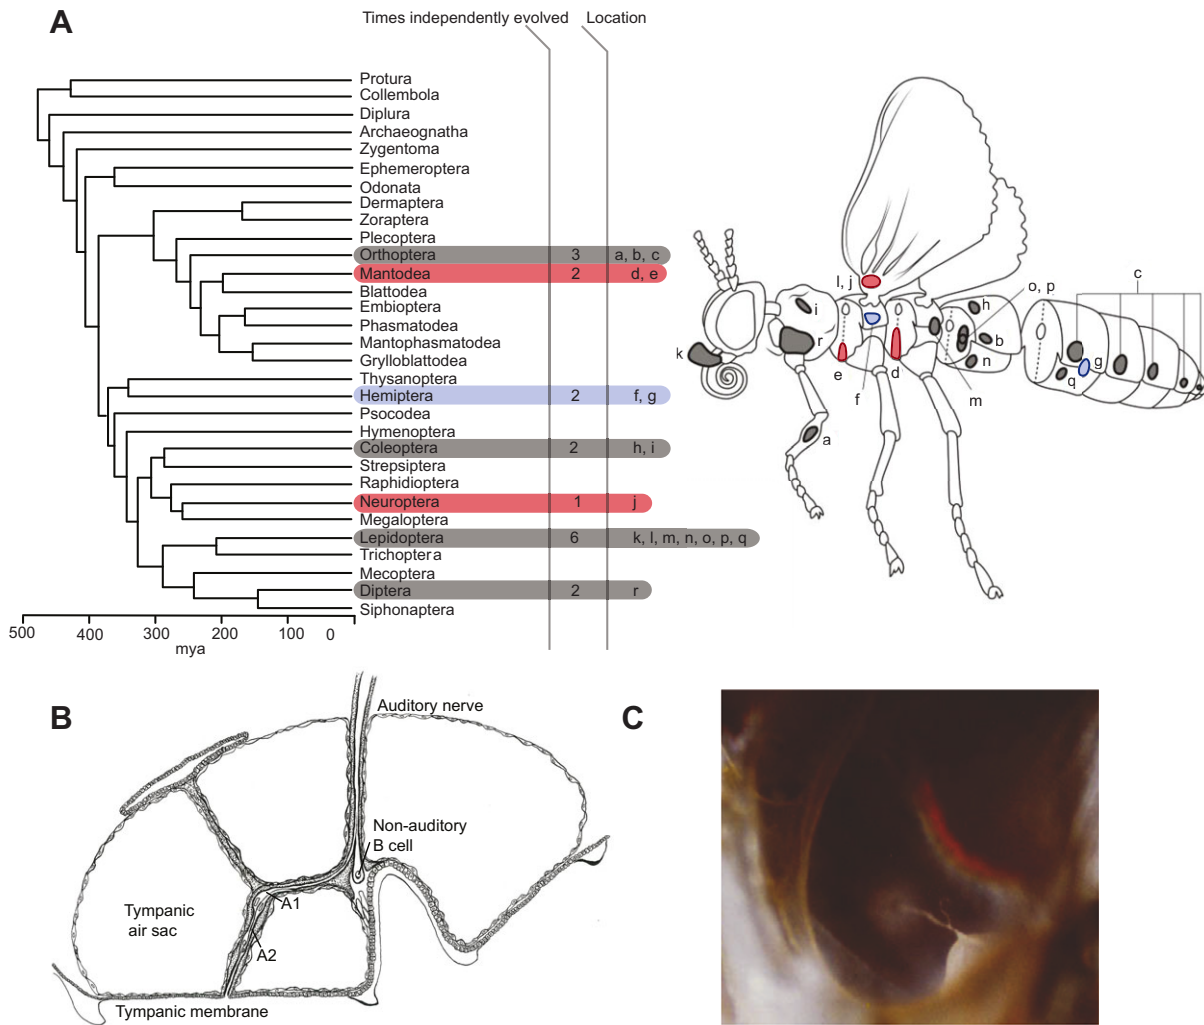 A
Times independently evolved Location
Protura
Collembola
Diplura
Archaeognatha
Zygentoma
Ephemeroptera
Odonata
Dermaptera
Zoraptera
Plecoptera
Orthoptera 3 a, b, c
Mantodea 2 d, e
Blattodea
Embioptera
Phasmatodea
Mantophasmatodea
Grylloblattodea
Thysanoptera
Hemiptera 2 f, g
Psocodea
Hymenoptera
Coleoptera 2 h, i
Strepsiptera
Raphidioptera
Neuroptera 1 j
Megaloptera
Lepidoptera 6 k, l, m, n, o, p, q
Trichoptera
Mecoptera
Diptera 2 r
Siphonaptera
500 400 300 200 100 0
mya
c
o, p
l, j
i
h
r
b
k
n
g
e
d
q
f
m
a
B
Auditory nerve
Non-auditory
B cell
A1
Tympanic
air sac
A2
Tympanic membrane
C